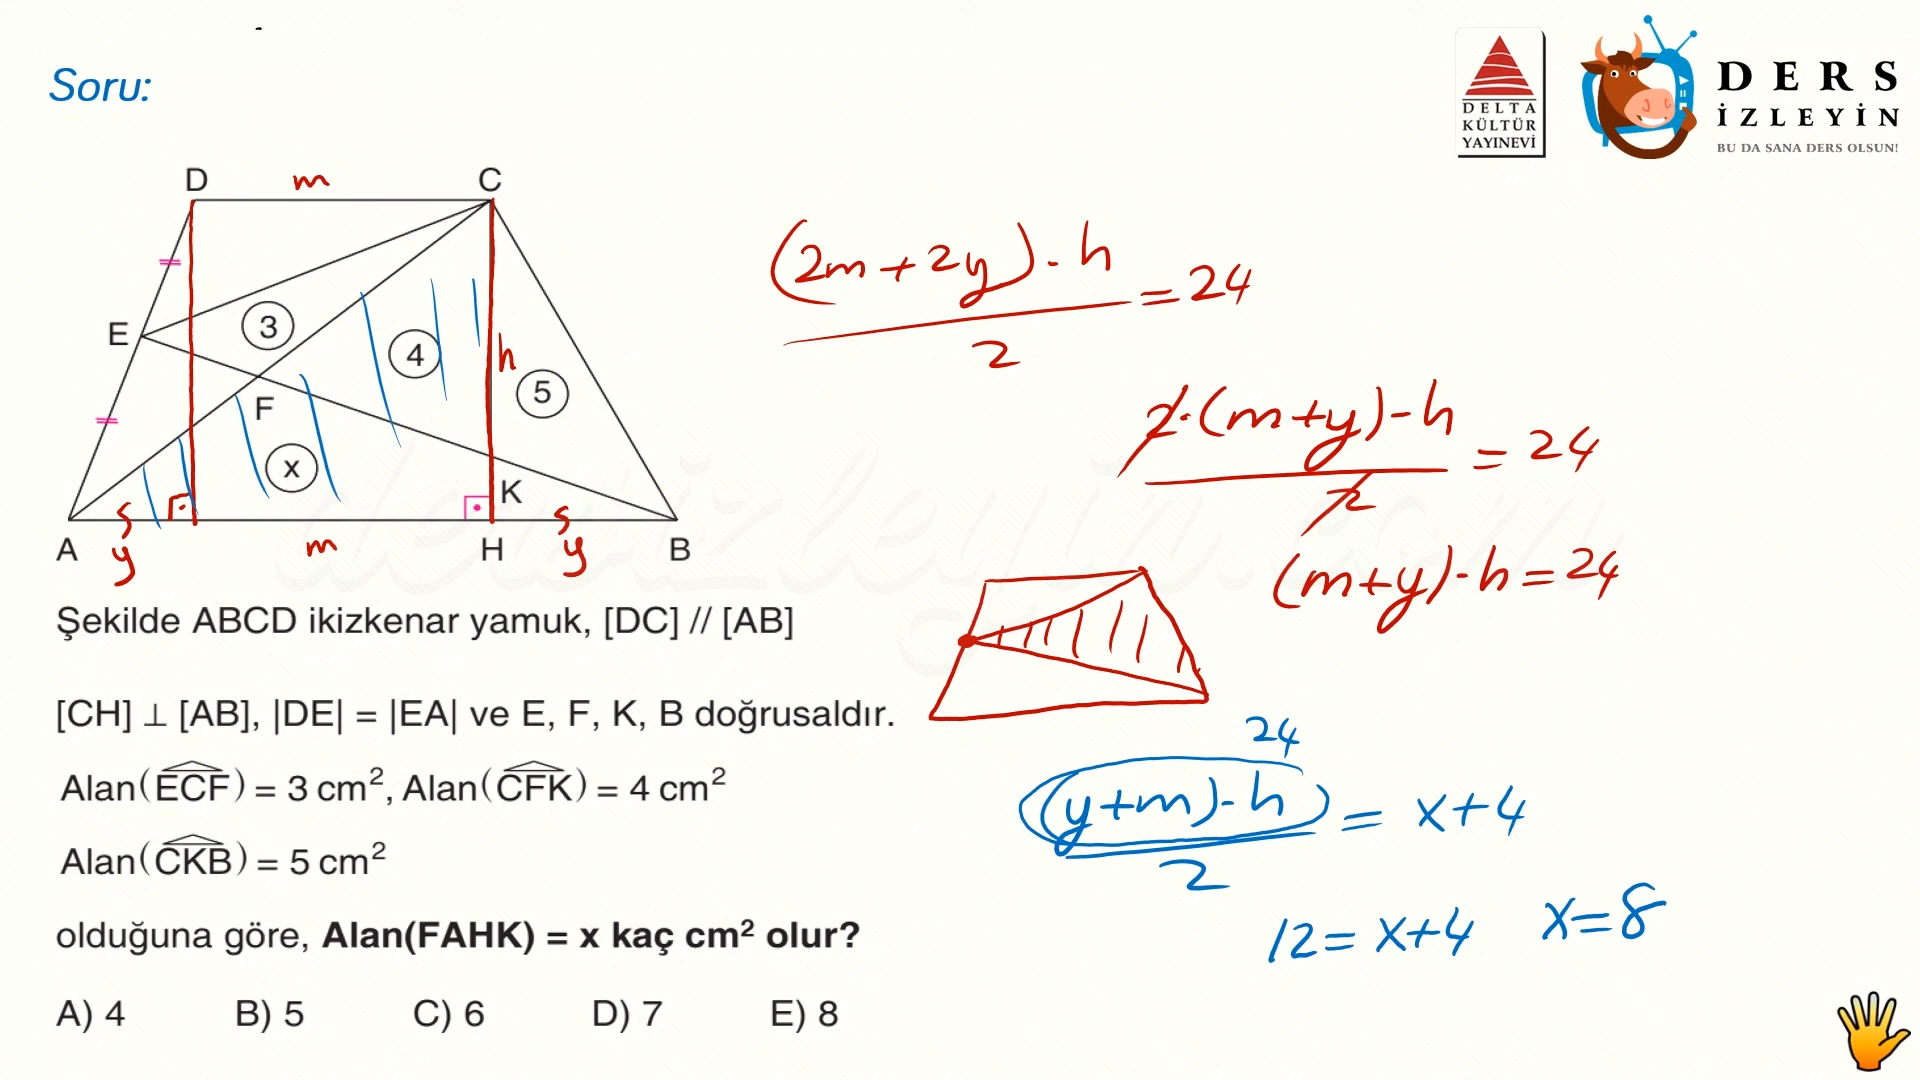 Soru:
DELTA
KÜLTÜR
YAYINEVİ
DERS
İZLEYİN
BU DA SANA DERS OLSUN!
D m C
E 3 4 h 5
F x K
y m y
A H B
(2m+2y)·h / 2 = 24
2·(m+y)·h / 2 = 24
(m+y)·h = 24
Şekilde ABCD ikizkenar yamuk, [DC] // [AB]
[CH] ⊥ [AB], |DE| = |EA| ve E, F, K, B doğrusaldır.
Alan(ECF) = 3 cm², Alan(CFK) = 4 cm²
Alan(CKB) = 5 cm²
olduğuna göre, Alan(FAHK) = x kaç cm² olur?
A) 4 B) 5 C) 6 D) 7 E) 8
24
(y+m)·h / 2 = x+4
12 = x+4 x=8